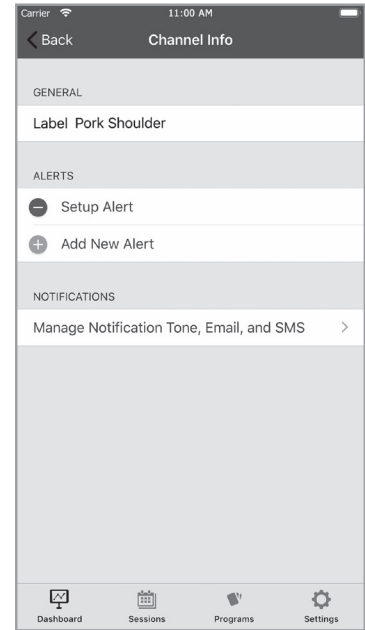 Carrier 11:00 AM
Back Channel Info
GENERAL
Label Pork Shoulder
ALERTS
Setup Alert
Add New Alert
NOTIFICATIONS
Manage Notification Tone, Email, and SMS
Dashboard Sessions Programs Settings